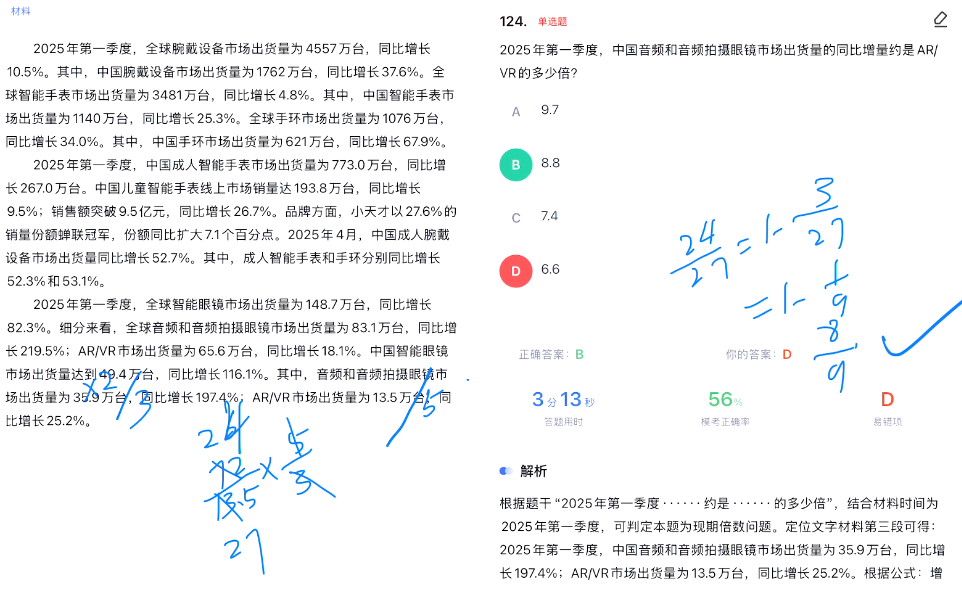 材料
2025年第一季度，全球腕戴设备市场出货量为4557万台，同比增长
10.5%。其中，中国腕戴设备市场出货量为1762万台，同比增长37.6%。全
球智能手表市场出货量为3481万台，同比增长4.8%。其中，中国智能手表市
场出货量为1140万台，同比增长25.3%。全球手环市场出货量为1076万台，
同比增长34.0%。其中，中国手环市场出货量为621万台，同比增长67.9%。
2025年第一季度，中国成人智能手表市场出货量为773.0万台，同比增
长267.0万台。中国儿童智能手表线上市场销量达193.8万台，同比增长
9.5%；销售额突破9.5亿元，同比增长26.7%。品牌方面，小天才以27.6%的
销量份额蝉联冠军，份额同比扩大7.1个百分点。2025年4月，中国成人腕戴
设备市场出货量同比增长52.7%。其中，成人智能手表和手环分别同比增长
52.3%和53.1%。
2025年第一季度，全球智能眼镜市场出货量为148.7万台，同比增长
82.3%。细分来看，全球音频和音频拍摄眼镜市场出货量为83.1万台，同比增
长219.5%；AR/VR市场出货量为65.6万台，同比增长18.1%。中国智能眼镜
市场出货量达到49.4万台，同比增长116.1%。其中，音频和音频拍摄眼镜市
场出货量为35.9万台，同比增长197.4%；AR/VR市场出货量为13.5万台，同
比增长25.2%。
×2/3
/5
24
12/13.5 × 5/3
27
124. 单选题
2025年第一季度，中国音频和音频拍摄眼镜市场出货量的同比增量约是AR/
VR的多少倍？
A 9.7
B 8.8
C 7.4
D 6.6
24/27 = 1- 3/27
= 1- 1/9
8/9
正确答案：B
你的答案：D
3分13秒
56%
D
答题用时
模考正确率
易错项
解析
根据题干“2025年第一季度······约是······的多少倍”，结合材料时间为
2025年第一季度，可判定本题为现期倍数问题。定位文字材料第三段可得：
2025年第一季度，中国音频和音频拍摄眼镜市场出货量为35.9万台，同比增
长197.4%；AR/VR市场出货量为13.5万台，同比增长25.2%。根据公式：增